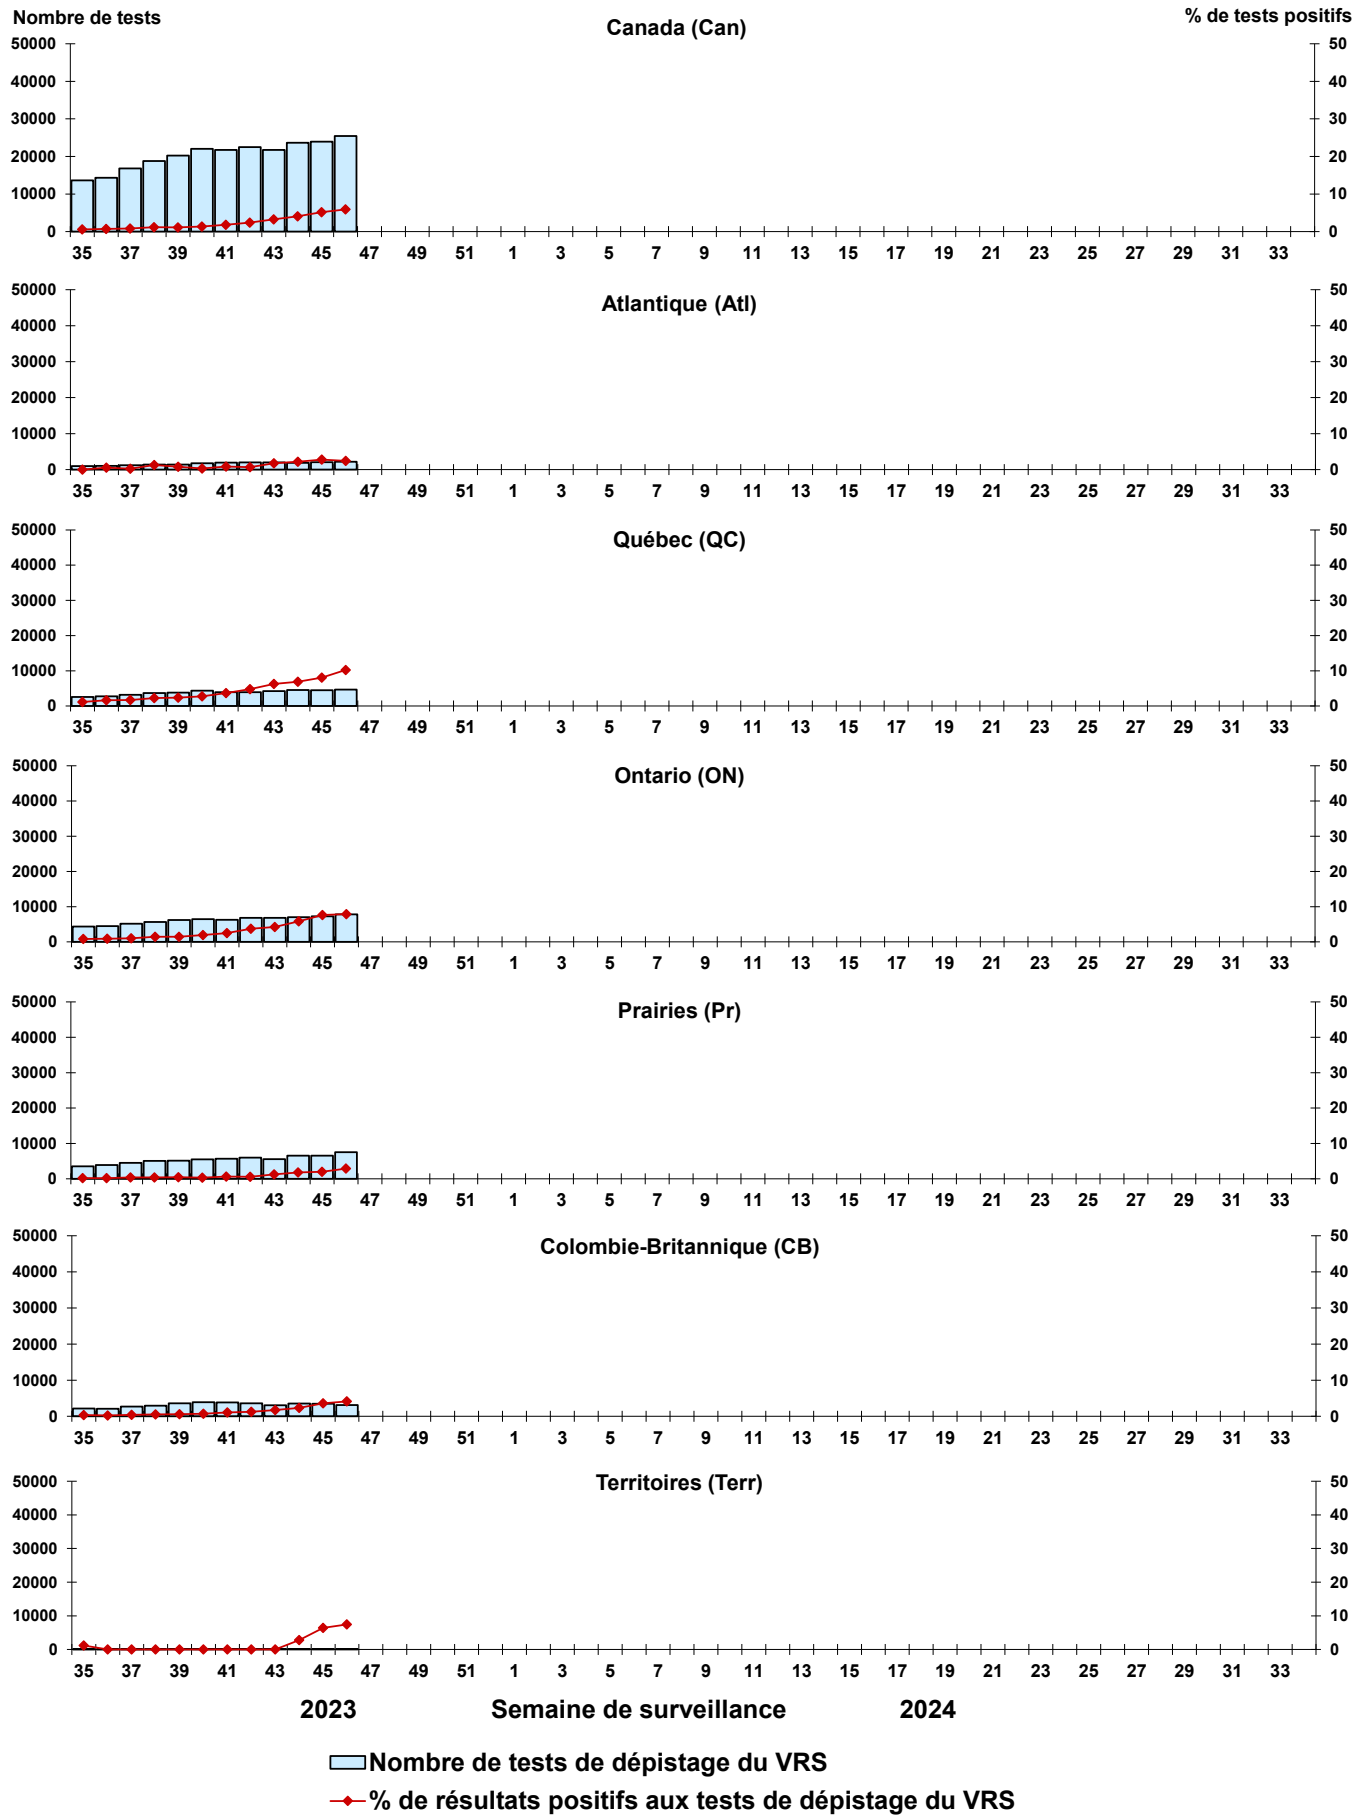 Nombre de tests
% de tests positifs
Canada (Can)
50000 50
40000 40
30000 30
20000 20
10000 10
0 0
35 37 39 41 43 45 47 49 51 1 3 5 7 9 11 13 15 17 19 21 23 25 27 29 31 33
Atlantique (Atl)
50000 50
40000 40
30000 30
20000 20
10000 10
0 0
35 37 39 41 43 45 47 49 51 1 3 5 7 9 11 13 15 17 19 21 23 25 27 29 31 33
Québec (QC)
50000 50
40000 40
30000 30
20000 20
10000 10
0 0
35 37 39 41 43 45 47 49 51 1 3 5 7 9 11 13 15 17 19 21 23 25 27 29 31 33
Ontario (ON)
50000 50
40000 40
30000 30
20000 20
10000 10
0 0
35 37 39 41 43 45 47 49 51 1 3 5 7 9 11 13 15 17 19 21 23 25 27 29 31 33
Prairies (Pr)
50000 50
40000 40
30000 30
20000 20
10000 10
0 0
35 37 39 41 43 45 47 49 51 1 3 5 7 9 11 13 15 17 19 21 23 25 27 29 31 33
Colombie-Britannique (CB)
50000 50
40000 40
30000 30
20000 20
10000 10
0 0
35 37 39 41 43 45 47 49 51 1 3 5 7 9 11 13 15 17 19 21 23 25 27 29 31 33
Territoires (Terr)
50000 50
40000 40
30000 30
20000 20
10000 10
0 0
35 37 39 41 43 45 47 49 51 1 3 5 7 9 11 13 15 17 19 21 23 25 27 29 31 33
2023 Semaine de surveillance 2024
Nombre de tests de dépistage du VRS
% de résultats positifs aux tests de dépistage du VRS